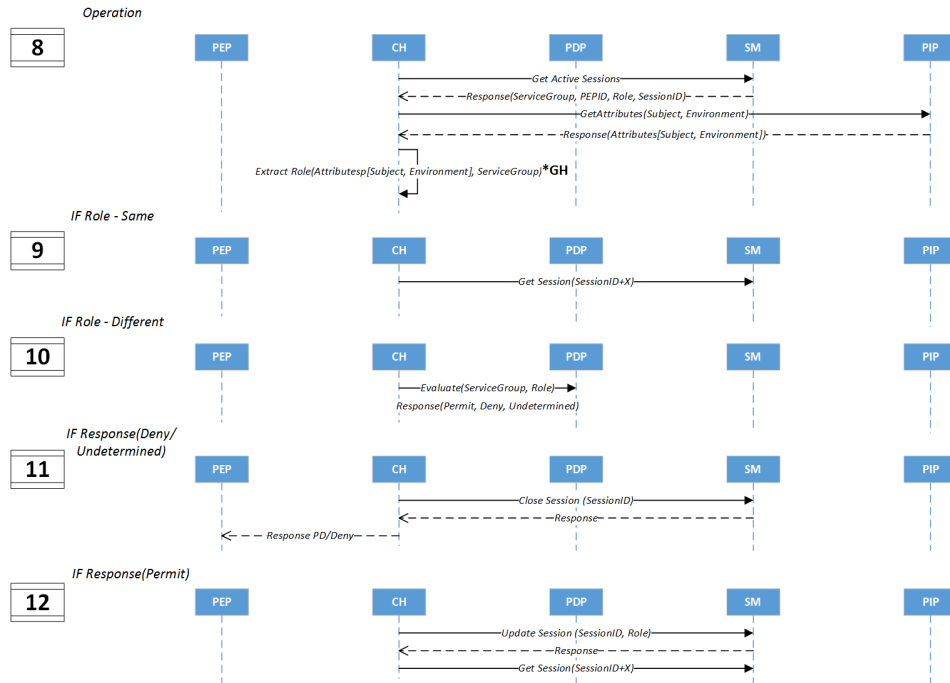 Operation
8
PEP
CH
PDP
SM
PIP
Get Active Sessions
Response(ServiceGroup, PEPID, Role, SessionID)
GetAttributes(Subject, Environment)
Response(Attributes[Subject, Environment])
Extract Role(Attributesp[Subject, Environment], ServiceGroup)*GH
IF Role - Same
9
PEP
CH
PDP
SM
PIP
Get Session(SessionID+X)
IF Role - Different
10
PEP
CH
PDP
SM
PIP
Evaluate(ServiceGroup, Role)
Response(Permit, Deny, Undetermined)
IF Response(Deny/
Undetermined)
11
PEP
CH
PDP
SM
PIP
Close Session (SessionID)
Response
Response PD/Deny
IF Response(Permit)
12
PEP
CH
PDP
SM
PIP
Update Session (SessionID, Role)
Response
Get Session(SessionID+X)